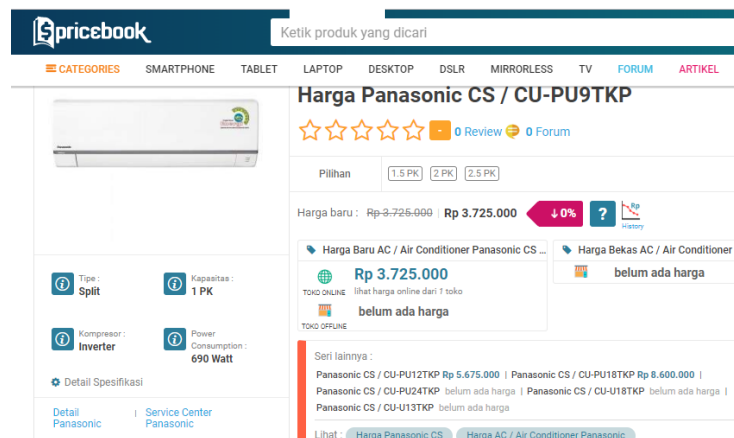 $pricebook
Ketik produk yang dicari
CATEGORIES SMARTPHONE TABLET LAPTOP DESKTOP DSLR MIRRORLESS TV FORUM ARTIKEL
Harga Panasonic CS / CU-PU9TKP
- 0 Review 0 Forum
Pilihan 1.5 PK 2 PK 2.5 PK
Harga baru : Rp 3.725.000 | Rp 3.725.000 ↓0% ? Rp
History
Harga Baru AC / Air Conditioner Panasonic CS ...
Rp 3.725.000
TOKO ONLINE lihat harga online dari 1 toko
belum ada harga
TOKO OFFLINE
Harga Bekas AC / Air Conditioner
belum ada harga
Tipe :
Split
Kapasitas :
1 PK
Kompresor :
Inverter
Power
Consumption :
690 Watt
Detail Spesifikasi
Detail
Panasonic
| Service Center
Panasonic
Seri lainnya :
Panasonic CS / CU-PU12TKP Rp 5.675.000 | Panasonic CS / CU-PU18TKP Rp 8.600.000 |
Panasonic CS / CU-PU24TKP belum ada harga | Panasonic CS / CU-U18TKP belum ada harga |
Panasonic CS / CU-U13TKP belum ada harga
Lihat : Harga Panasonic CS Harga AC / Air Conditioner Panasonic